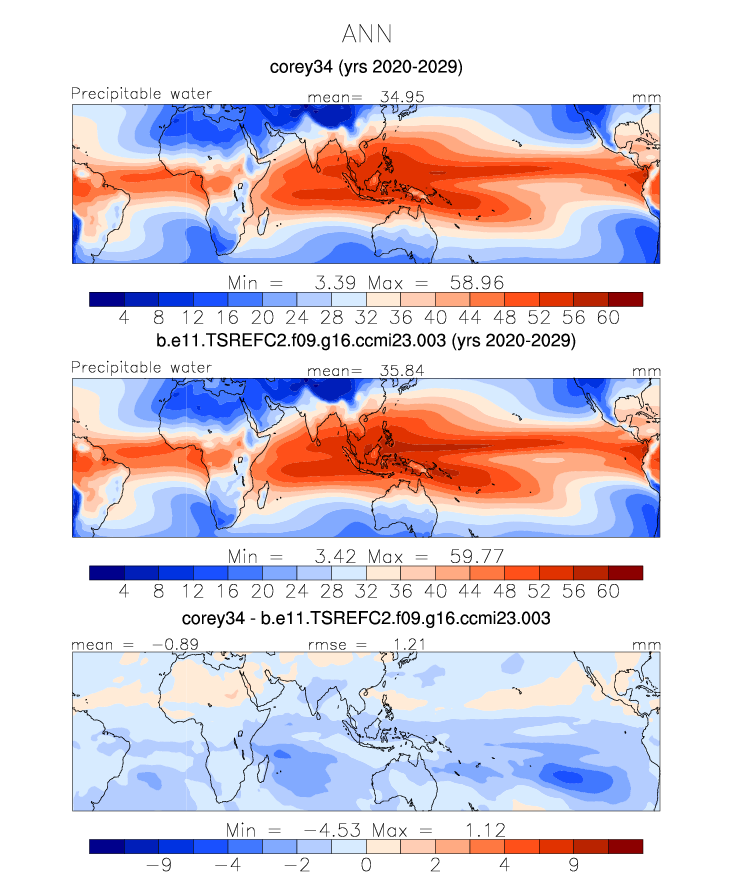 ANN
corey34 (yrs 2020-2029)
Precipitable water mean= 34.95 mm
Min = 3.39 Max = 58.96
4 8 12 16 20 24 28 32 36 40 44 48 52 56 60
b.e11.TSREFC2.f09.g16.ccmi23.003 (yrs 2020-2029)
Precipitable water mean= 35.84 mm
Min = 3.42 Max = 59.77
4 8 12 16 20 24 28 32 36 40 44 48 52 56 60
corey34 - b.e11.TSREFC2.f09.g16.ccmi23.003
mean = −0.89 rmse = 1.21 mm
Min = −4.53 Max = 1.12
−9 −4 −2 0 2 4 9